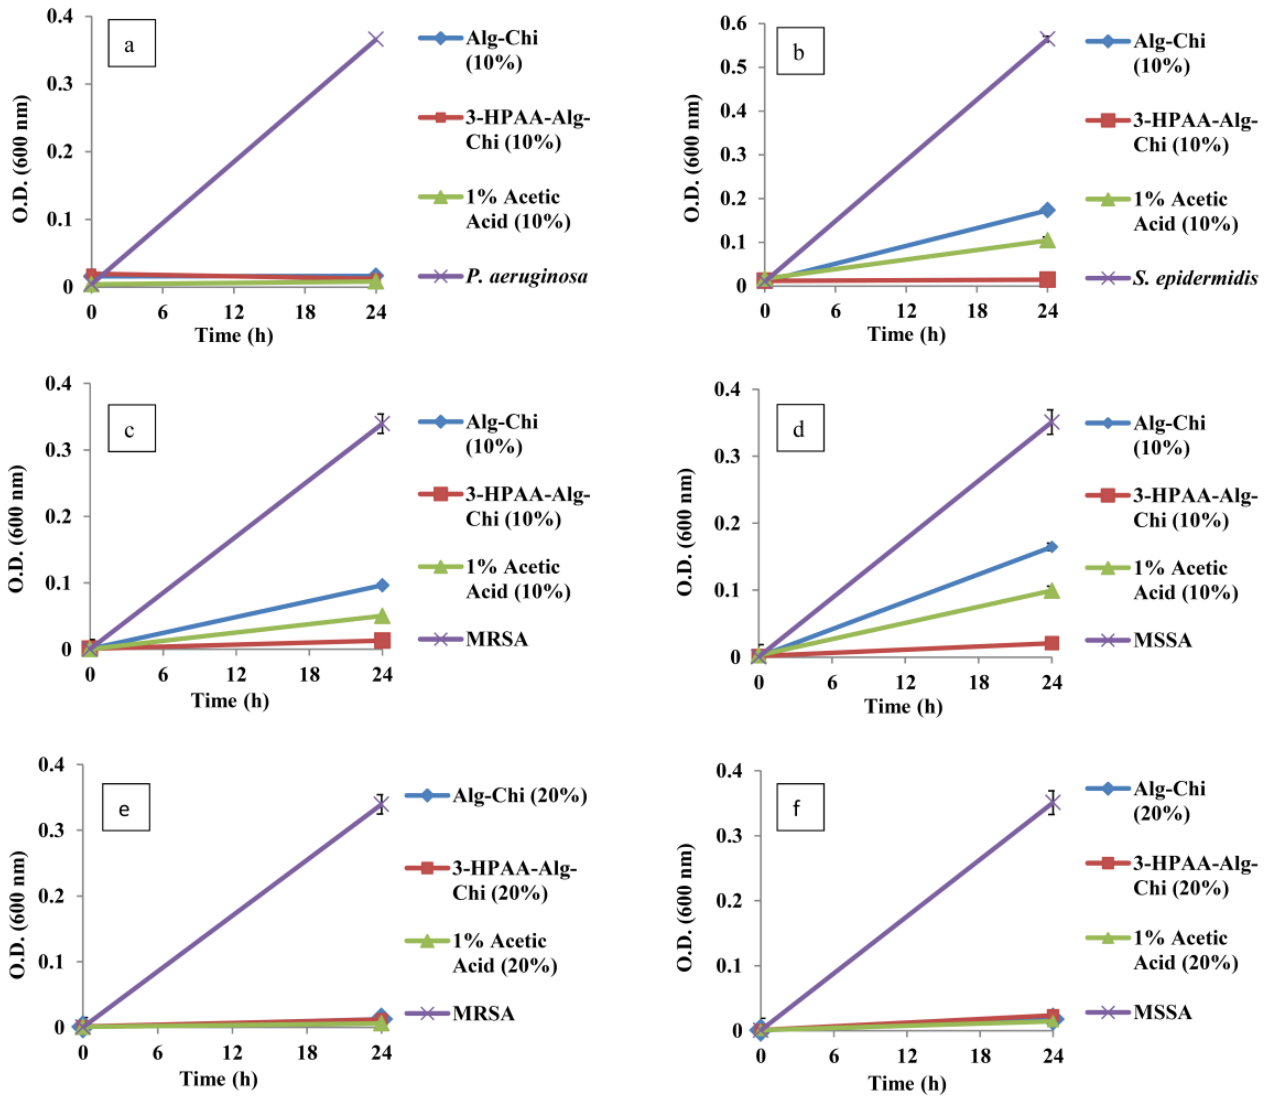 a
0.4
0.3
0.2
0.1
0
O.D. (600 nm)
0 6 12 18 24
Time (h)
Alg-Chi
(10%)
3-HPAA-Alg-
Chi (10%)
1% Acetic
Acid (10%)
P. aeruginosa
b
0.6
0.5
0.4
0.3
0.2
0.1
0
O.D. (600 nm)
0 6 12 18 24
Time (h)
Alg-Chi
(10%)
3-HPAA-Alg-
Chi (10%)
1% Acetic
Acid (10%)
S. epidermidis
c
0.4
0.3
0.2
0.1
0
O.D. (600 nm)
0 6 12 18 24
Time (h)
Alg-Chi
(10%)
3-HPAA-Alg-
Chi (10%)
1% Acetic
Acid (10%)
MRSA
d
0.4
0.3
0.2
0.1
0
O.D. (600 nm)
0 6 12 18 24
Time (h)
Alg-Chi
(10%)
3-HPAA-Alg-
Chi (10%)
1% Acetic
Acid (10%)
MSSA
e
0.4
0.3
0.2
0.1
0
O.D. (600 nm)
0 6 12 18 24
Time (h)
Alg-Chi (20%)
3-HPAA-Alg-
Chi (20%)
1% Acetic
Acid (20%)
MRSA
f
0.4
0.3
0.2
0.1
0
O.D. (600 nm)
0 6 12 18 24
Time (h)
Alg-Chi
(20%)
3-HPAA-Alg-
Chi (20%)
1% Acetic
Acid (20%)
MSSA